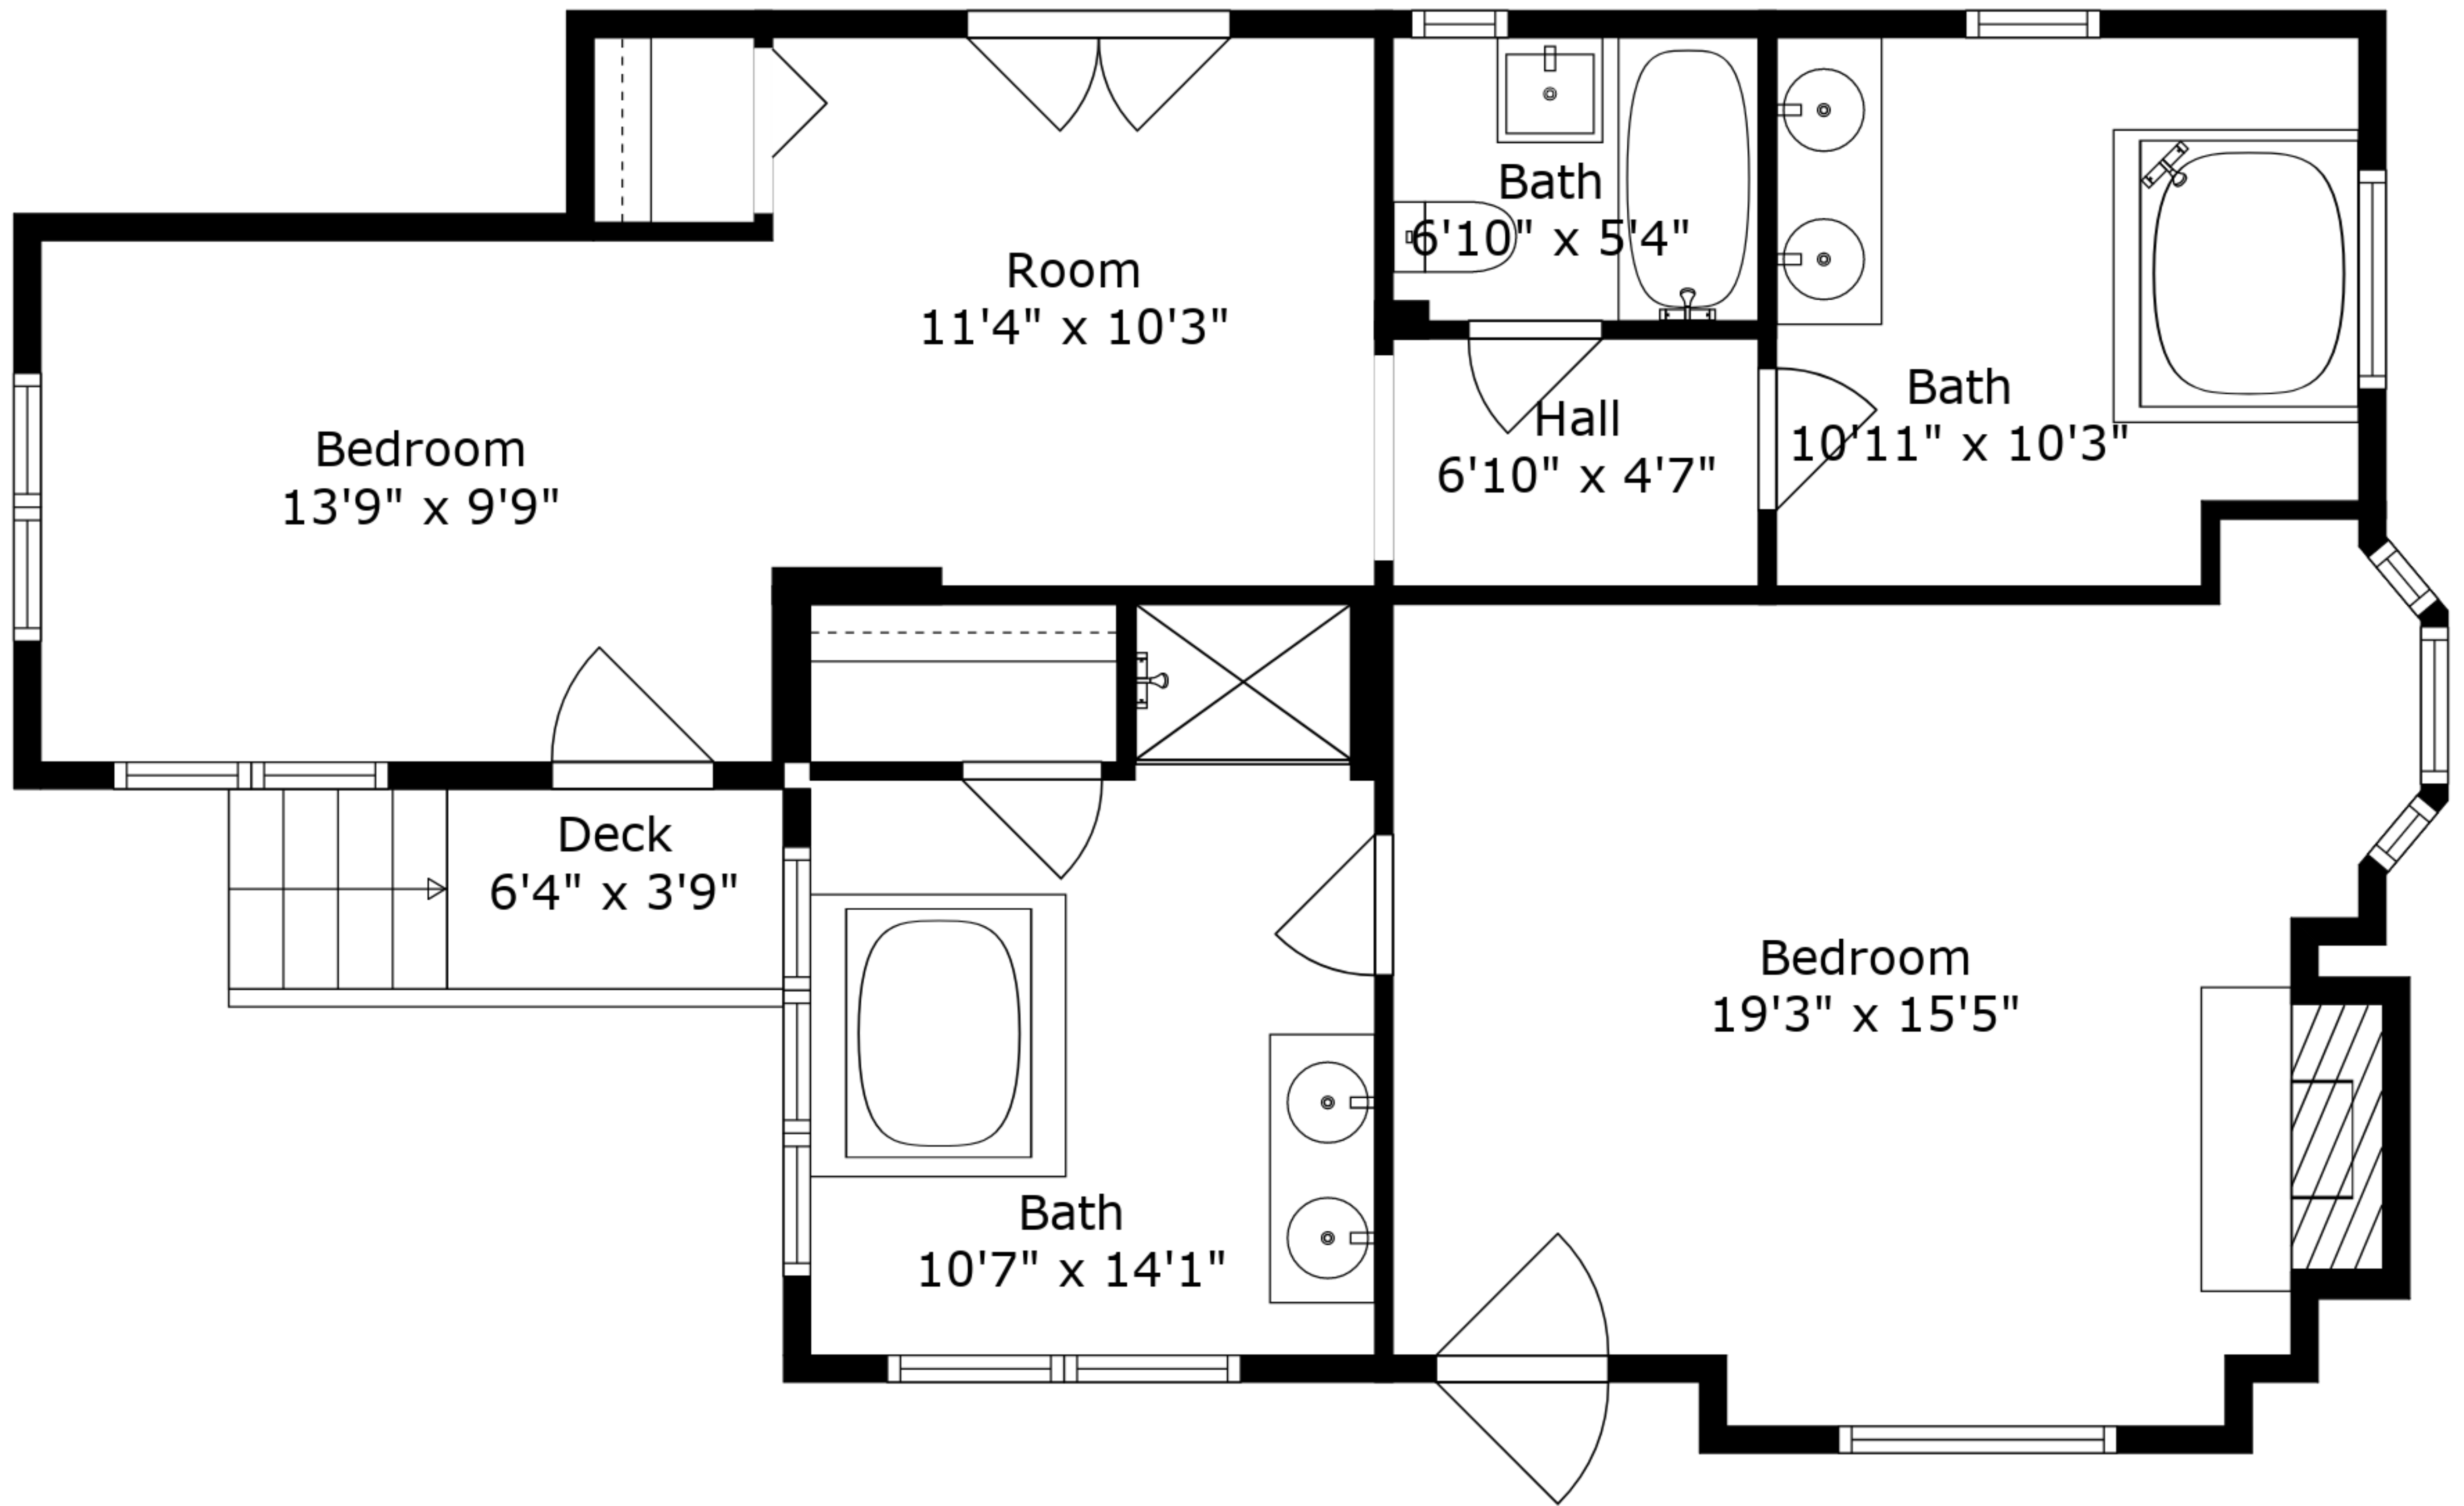 Bath
6'10" x 5'4"
Room
11'4" x 10'3"
Bath
10'11" x 10'3"
Hall
6'10" x 4'7"
Bedroom
13'9" x 9'9"
Deck
6'4" x 3'9"
Bedroom
19'3" x 15'5"
Bath
10'7" x 14'1"